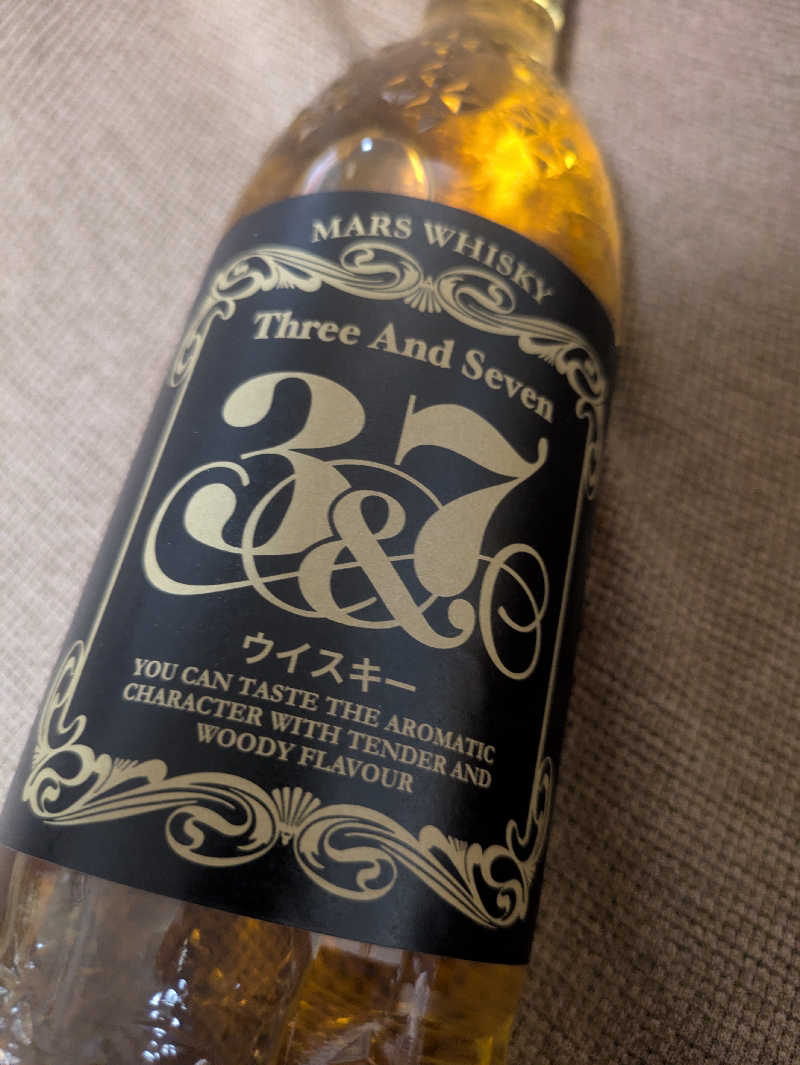 MARS WHISKY
Three And Seven
3&7
ウイスキー
YOU CAN TASTE THE AROMATIC
CHARACTER WITH TENDER AND
WOODY FLAVOUR